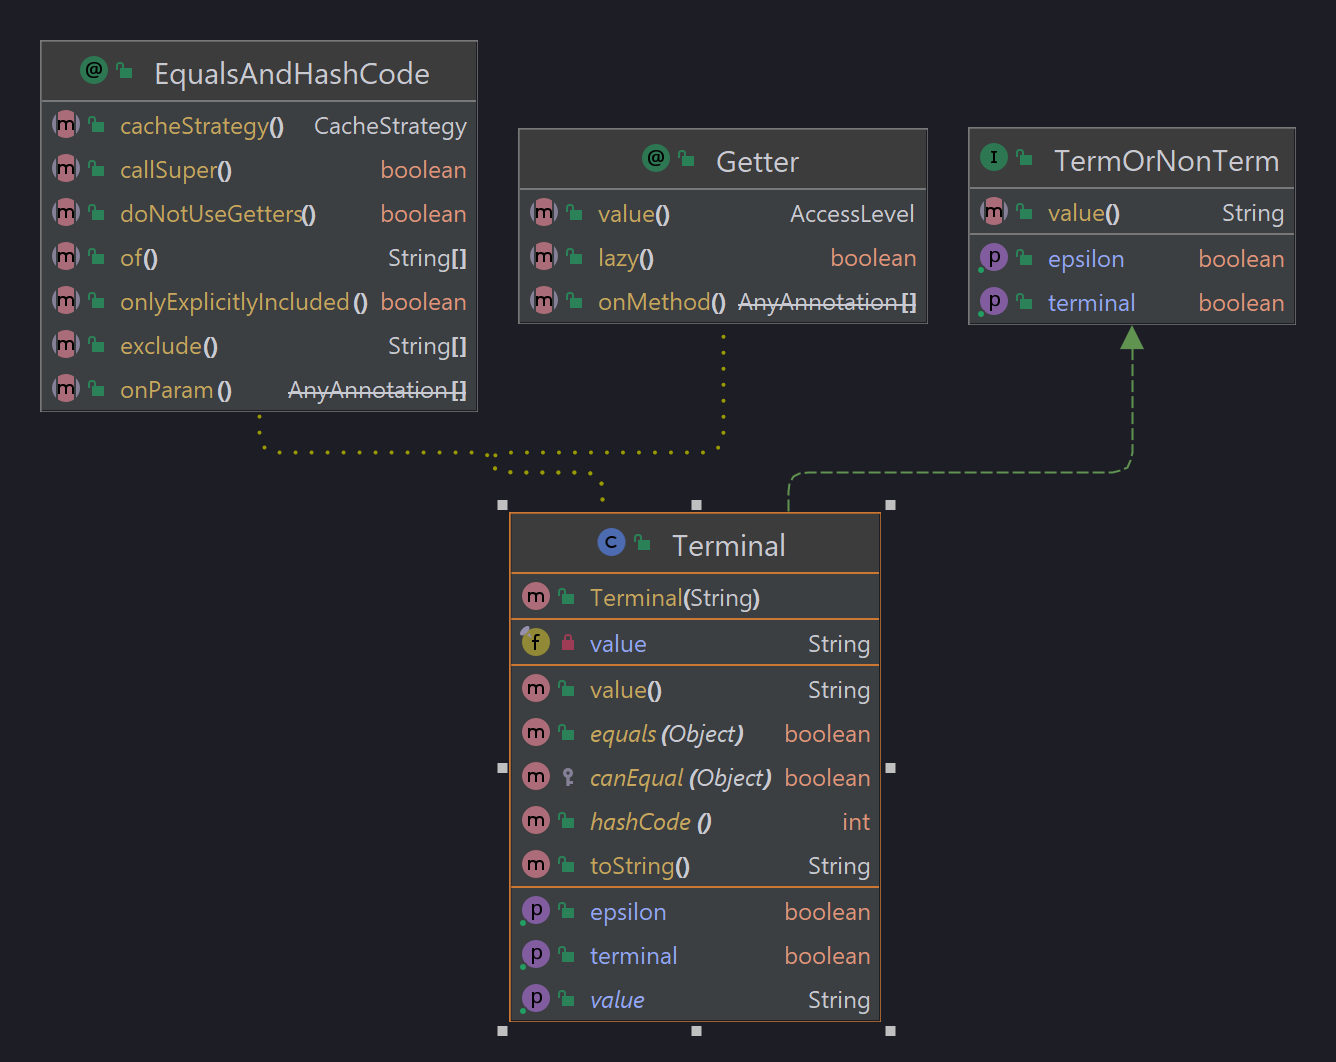 @ EqualsAndHashCode
m cacheStrategy() CacheStrategy
m callSuper() boolean
m doNotUseGetters() boolean
m of() String[]
m onlyExplicitlyIncluded() boolean
m exclude() String[]
m onParam() AnyAnnotation[]
@ Getter
m value() AccessLevel
m lazy() boolean
m onMethod() AnyAnnotation[]
I TermOrNonTerm
m value() String
p epsilon boolean
p terminal boolean
C Terminal
m Terminal(String)
f value String
m value() String
m equals(Object) boolean
m canEqual(Object) boolean
m hashCode() int
m toString() String
p epsilon boolean
p terminal boolean
p value String